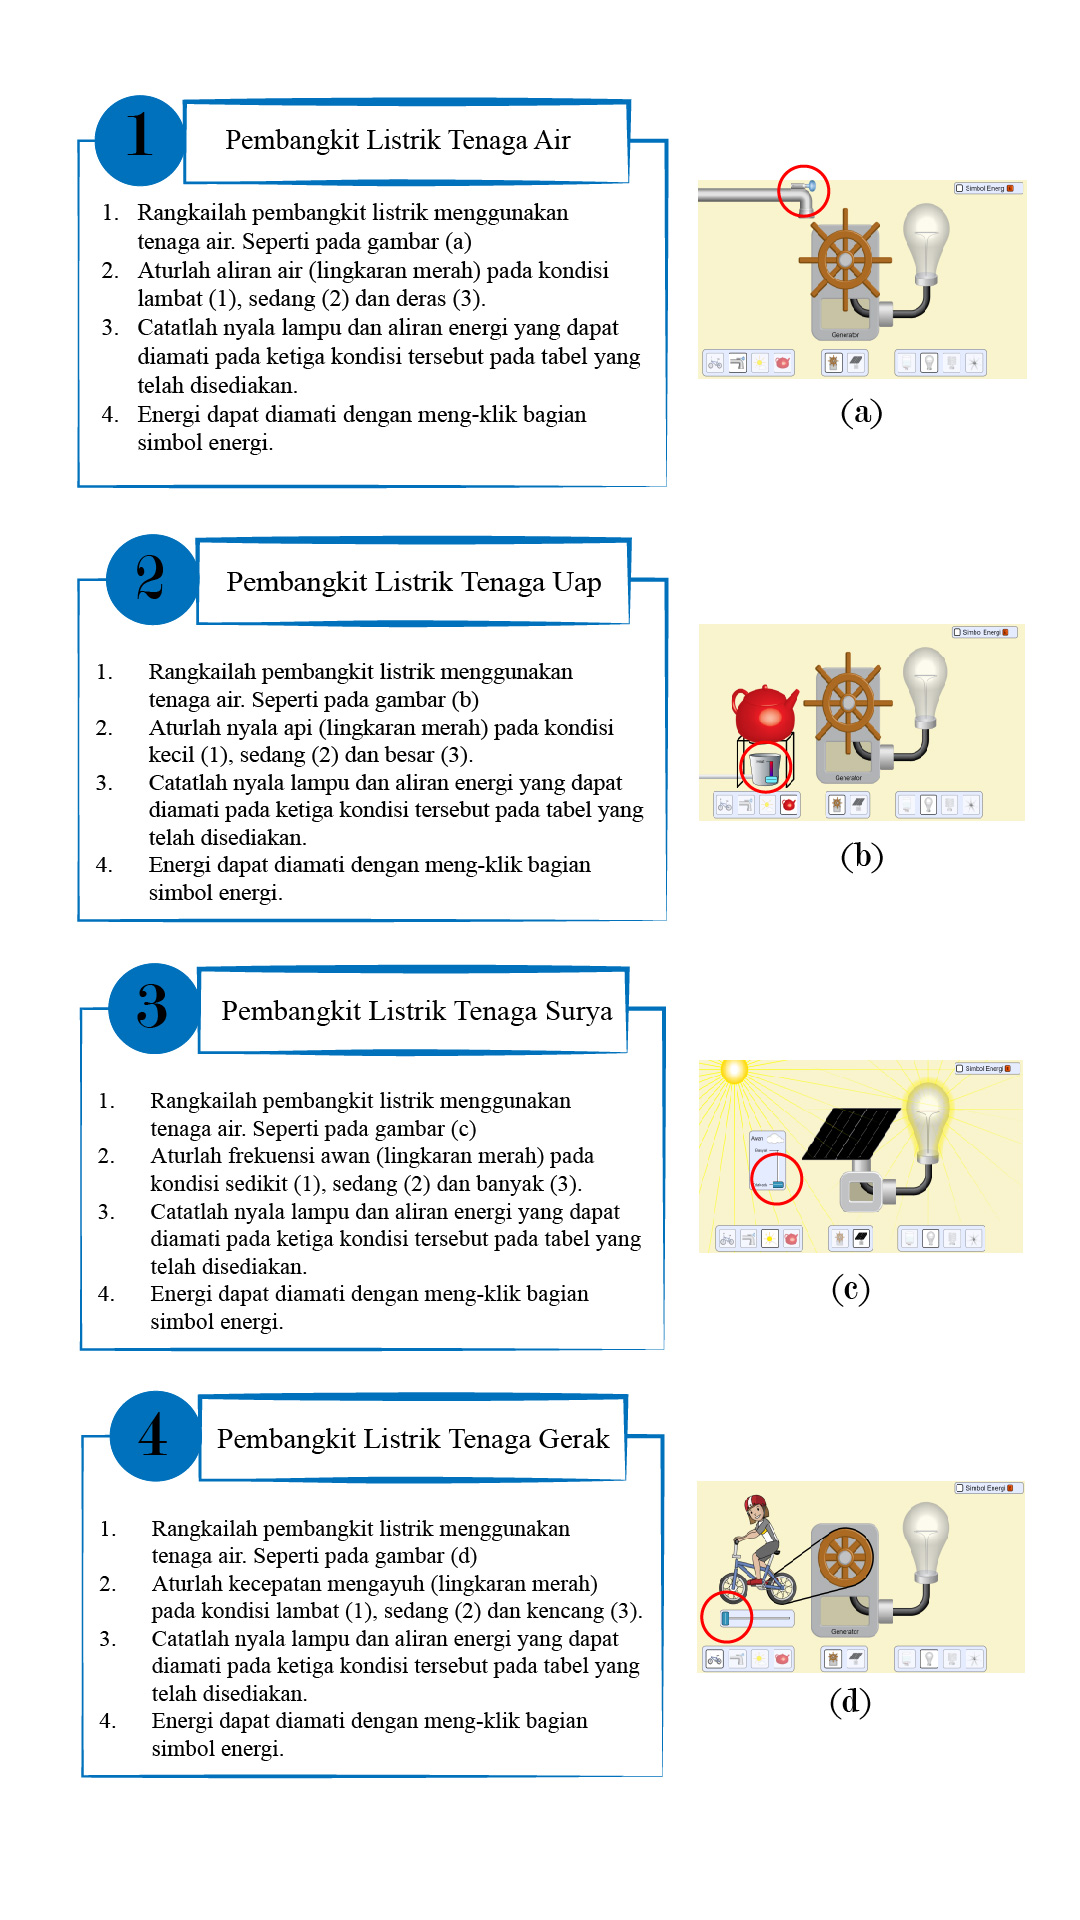 1
Pembangkit Listrik Tenaga Air
1. Rangkailah pembangkit listrik menggunakan
tenaga air. Seperti pada gambar (a)
2. Aturlah aliran air (lingkaran merah) pada kondisi
lambat (1), sedang (2) dan deras (3).
3. Catatlah nyala lampu dan aliran energi yang dapat
diamati pada ketiga kondisi tersebut pada tabel yang
telah disediakan.
4. Energi dapat diamati dengan meng-klik bagian
simbol energi.
Simbol Energi E
Generator
(a)
2
Pembangkit Listrik Tenaga Uap
1. Rangkailah pembangkit listrik menggunakan
tenaga air. Seperti pada gambar (b)
2. Aturlah nyala api (lingkaran merah) pada kondisi
kecil (1), sedang (2) dan besar (3).
3. Catatlah nyala lampu dan aliran energi yang dapat
diamati pada ketiga kondisi tersebut pada tabel yang
telah disediakan.
4. Energi dapat diamati dengan meng-klik bagian
simbol energi.
Simbol Energi E
Generator
(b)
3
Pembangkit Listrik Tenaga Surya
1. Rangkailah pembangkit listrik menggunakan
tenaga air. Seperti pada gambar (c)
2. Aturlah frekuensi awan (lingkaran merah) pada
kondisi sedikit (1), sedang (2) dan banyak (3).
3. Catatlah nyala lampu dan aliran energi yang dapat
diamati pada ketiga kondisi tersebut pada tabel yang
telah disediakan.
4. Energi dapat diamati dengan meng-klik bagian
simbol energi.
Simbol Energi E
Awan
Banyak
(c)
4
Pembangkit Listrik Tenaga Gerak
1. Rangkailah pembangkit listrik menggunakan
tenaga air. Seperti pada gambar (d)
2. Aturlah kecepatan mengayuh (lingkaran merah)
pada kondisi lambat (1), sedang (2) dan kencang (3).
3. Catatlah nyala lampu dan aliran energi yang dapat
diamati pada ketiga kondisi tersebut pada tabel yang
telah disediakan.
4. Energi dapat diamati dengan meng-klik bagian
simbol energi.
Simbol Energi E
Generator
(d)